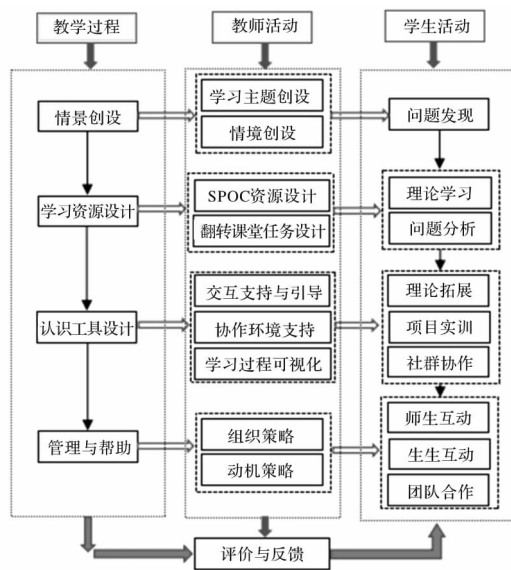 教学过程
教师活动
学生活动
情景创设
学习主题创设
情境创设
问题发现
学习资源设计
SPOC资源设计
翻转课堂任务设计
理论学习
问题分析
认识工具设计
交互支持与引导
协作环境支持
学习过程可视化
理论拓展
项目实训
社群协作
管理与帮助
组织策略
动机策略
师生互动
生生互动
团队合作
评价与反馈